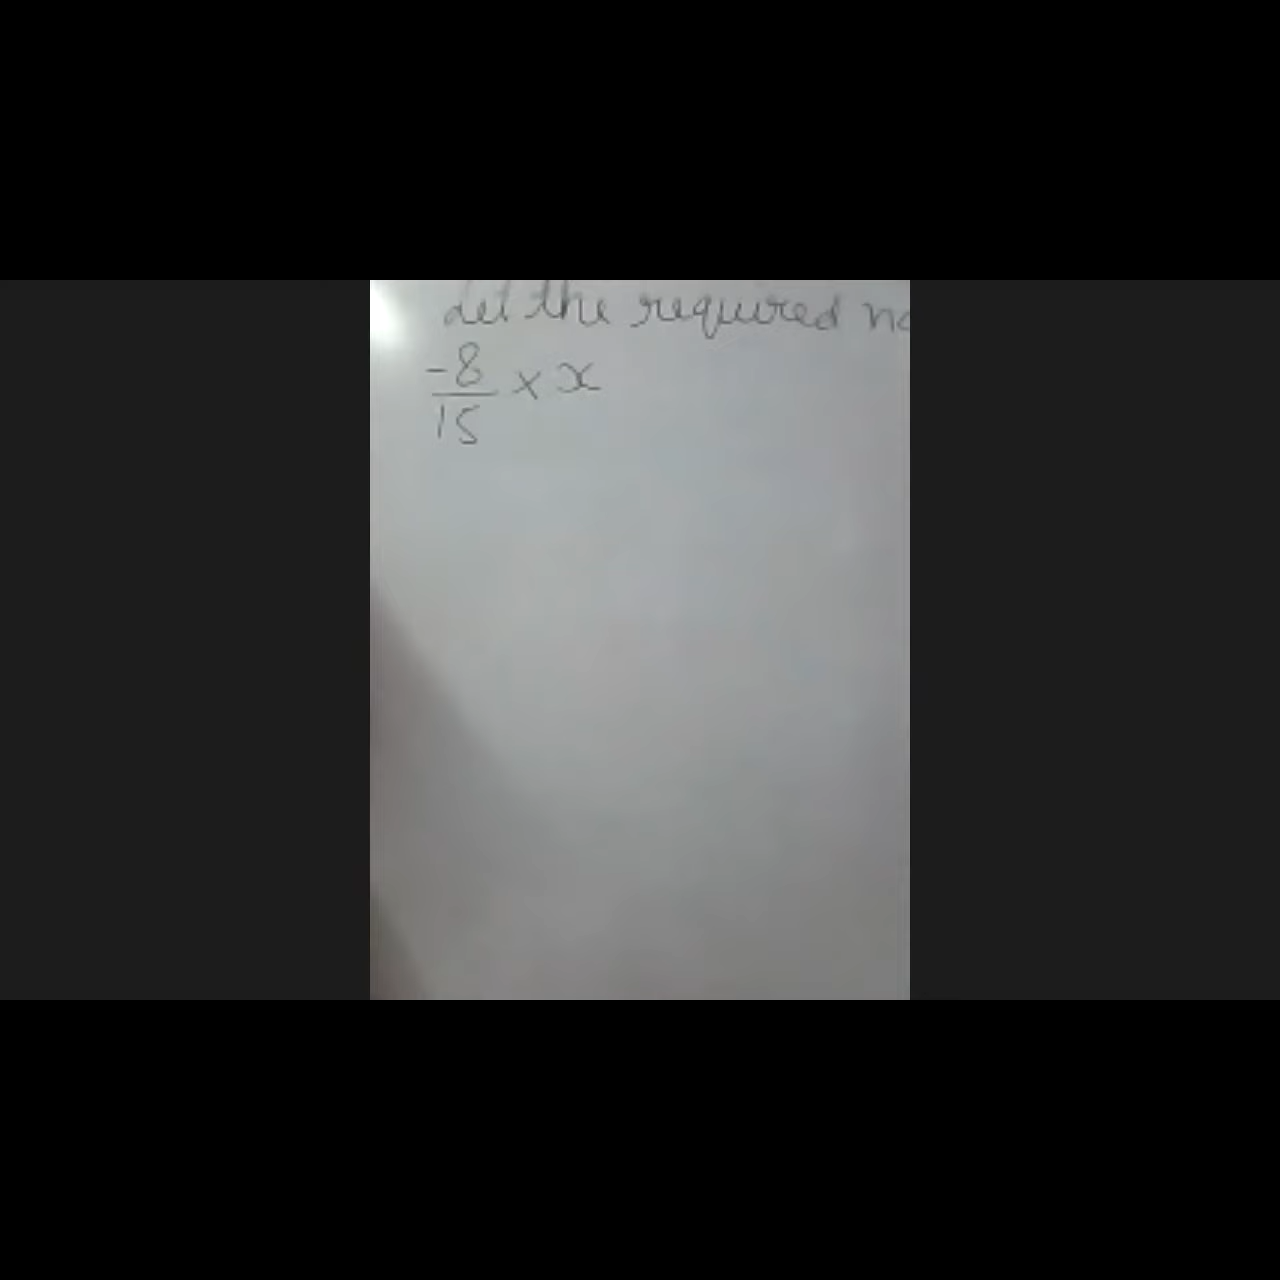 Let the required no
-8/15 × x